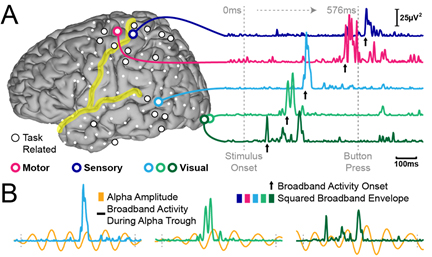 A
0ms
576ms
25µV²
Task
Related
Motor
Sensory
Visual
Stimulus
Onset
Button
Press
100ms
B
Alpha Amplitude
Broadband Activity
During Alpha Trough
Broadband Activity Onset
Squared Broadband Envelope